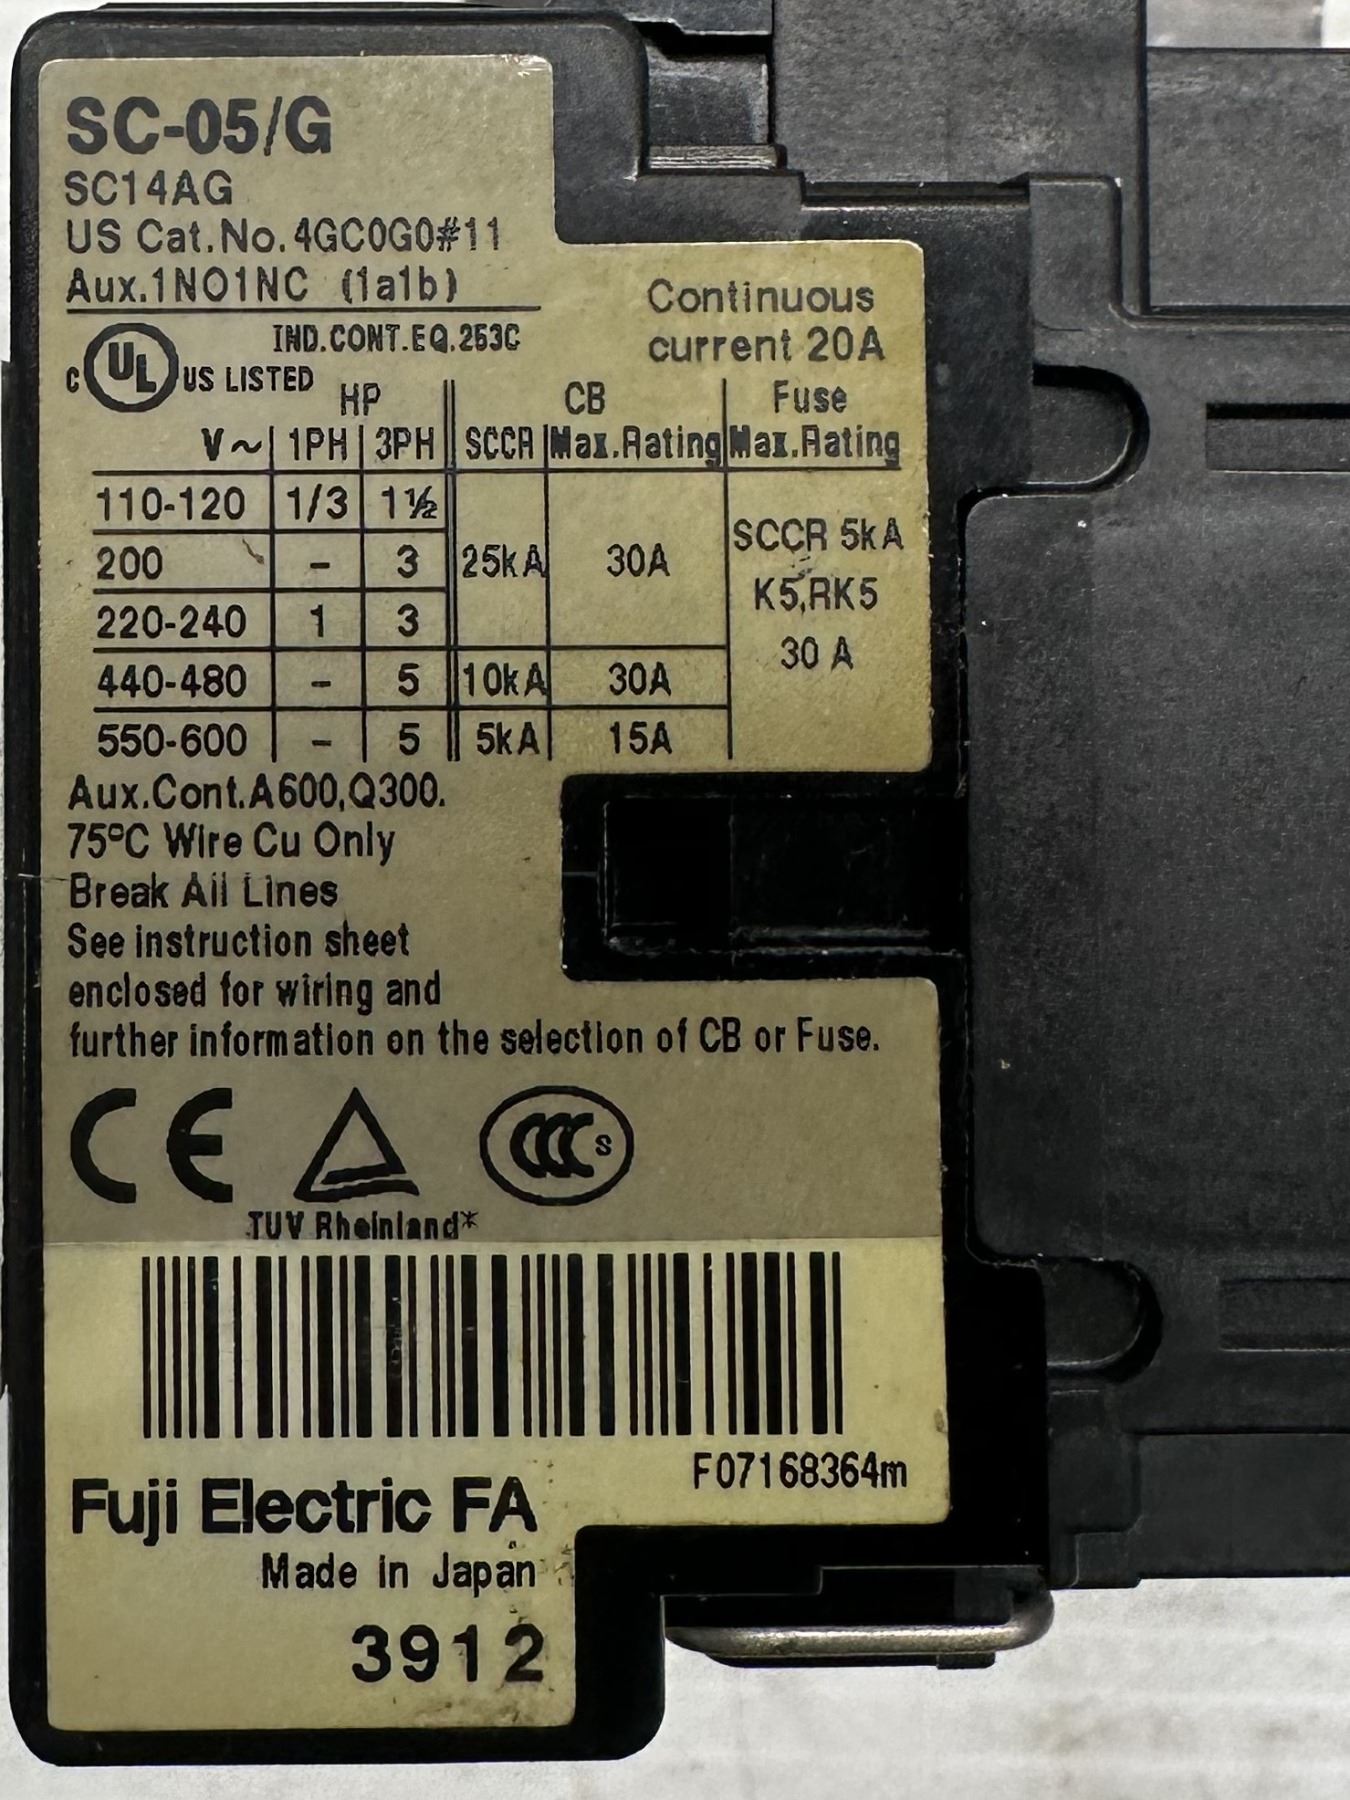 SC-05/G
SC14AG
US Cat.No.4GC0G0#11
Aux.1NO1NC (1a1b)
Continuous
current 20A
IND.CONT.EQ.253C
C UL US LISTED
HP CB Fuse
V~ 1PH 3PH SCCR Max.Rating Max.Rating
110-120 1/3 1½
200 - 3 25kA 30A
SCCR 5kA
K5,RK5
30 A
220-240 1 3
440-480 - 5 10kA 30A
550-600 - 5 5kA 15A
Aux.Cont.A600,Q300.
75°C Wire Cu Only
Break All Lines
See instruction sheet
enclosed for wiring and
further information on the selection of CB or Fuse.
CE
CCC S
TUV Rheinland*
F07168364m
Fuji Electric FA
Made in Japan
3912